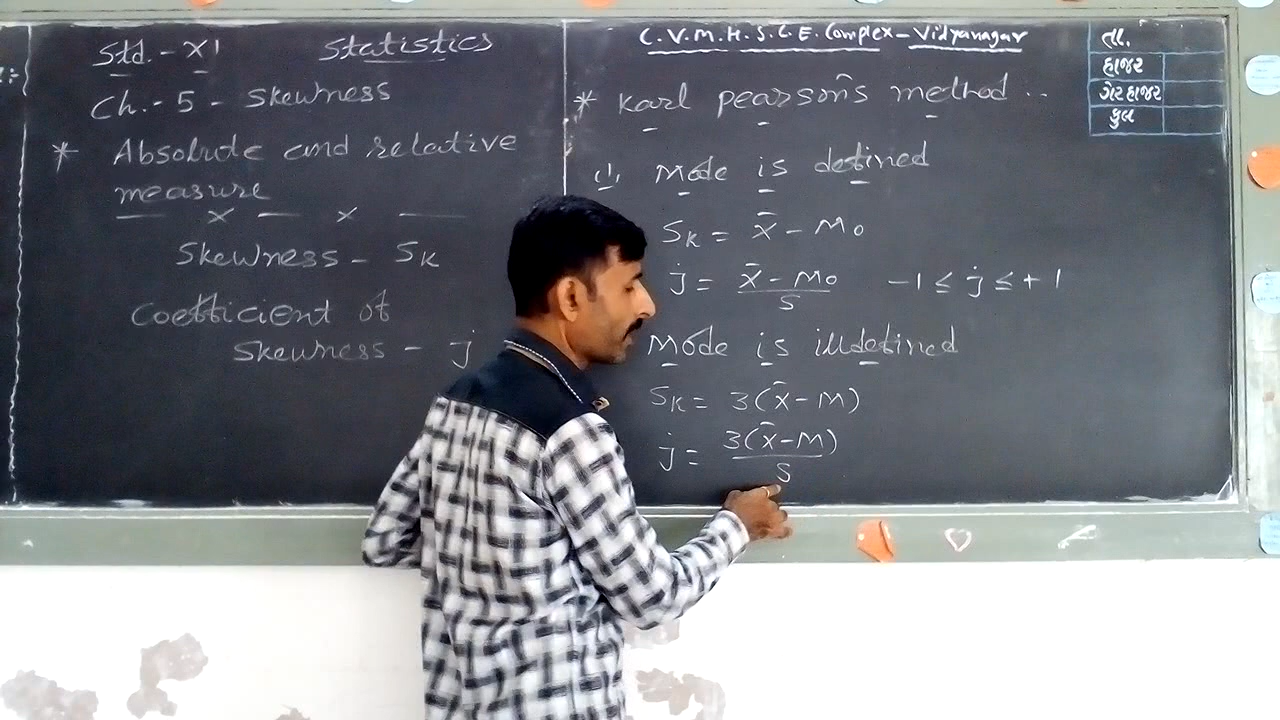 Std. - XI Statistics
Ch. - 5 - Skewness
* Absolute and relative
measure
Skewness - SK
Coefficient of
Skewness - j
C.V.M.H.S.C.E. Complex - Vidyanagar
* Karl pearson's method ..
(1) Mode is defined
SK = x̄ - Mo
j = x̄ - Mo / S -1 ≤ j ≤ +1
Mode is illdefined
SK = 3(x̄ - M)
j = 3(x̄ - M) / S
તા.
હાજર
ગેરહાજર
કુલ